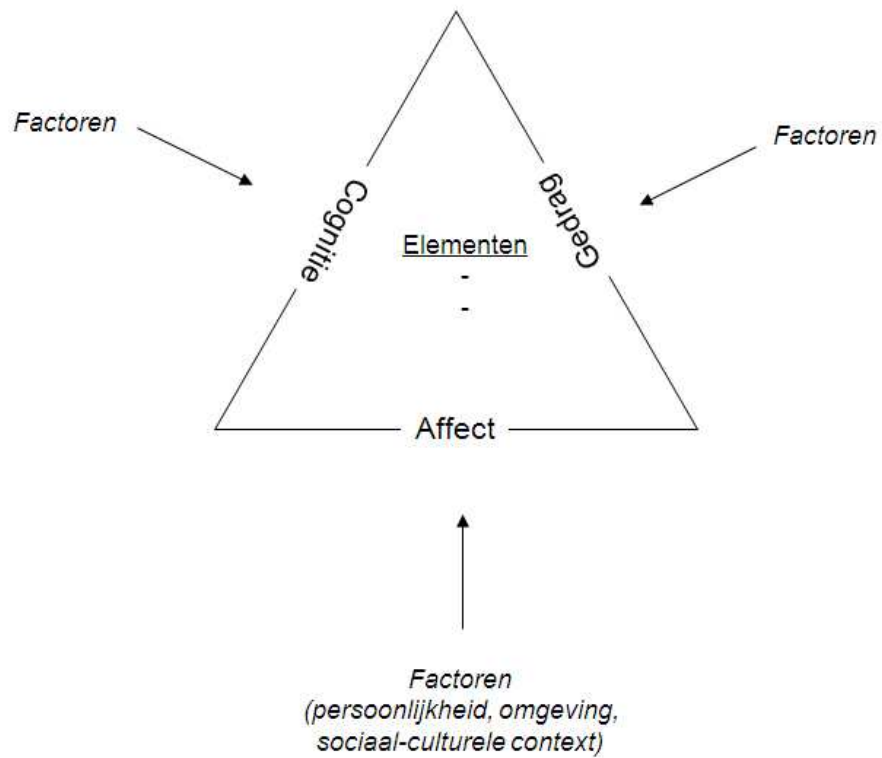 Factoren
Factoren
Cognitie
Gedrag
Elementen
-
-
Affect
Factoren
(persoonlijkheid, omgeving,
sociaal-culturele context)